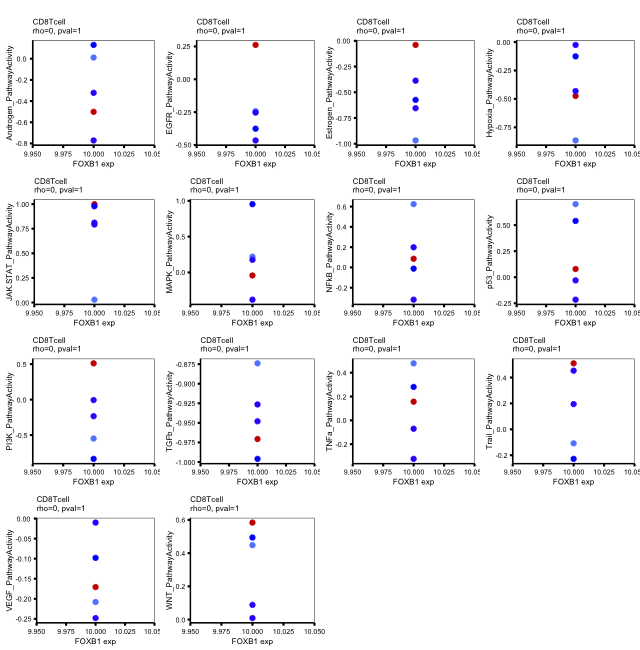 CD8Tcell
rho=0, pval=1
Androgen_PathwayActivity
0.0
-0.2
-0.4
-0.6
-0.8
9.950 9.975 10.000 10.025 10.05
FOXB1 exp
CD8Tcell
rho=0, pval=1
EGFR_PathwayActivity
0.25
0.00
-0.25
-0.50
9.950 9.975 10.000 10.025 10.05
FOXB1 exp
CD8Tcell
rho=0, pval=1
Estrogen_PathwayActivity
0.00
-0.25
-0.50
-0.75
-1.00
9.950 9.975 10.000 10.025 10.05
FOXB1 exp
CD8Tcell
rho=0, pval=1
Hypoxia_PathwayActivity
0.00
-0.25
-0.50
-0.75
9.950 9.975 10.000 10.025 10.05
FOXB1 exp
CD8Tcell
rho=0, pval=1
JAK.STAT_PathwayActivity
1.00
0.75
0.50
0.25
0.00
9.950 9.975 10.000 10.025 10.05
FOXB1 exp
CD8Tcell
rho=0, pval=1
MAPK_PathwayActivity
1.0
0.5
0.0
9.950 9.975 10.000 10.025 10.05
FOXB1 exp
CD8Tcell
rho=0, pval=1
NFkB_PathwayActivity
0.6
0.4
0.2
0.0
-0.2
9.950 9.975 10.000 10.025 10.05
FOXB1 exp
CD8Tcell
rho=0, pval=1
p53_PathwayActivity
0.50
0.25
0.00
-0.25
9.950 9.975 10.000 10.025 10.05
FOXB1 exp
CD8Tcell
rho=0, pval=1
PI3K_PathwayActivity
0.5
0.0
-0.5
9.950 9.975 10.000 10.025 10.05
FOXB1 exp
CD8Tcell
rho=0, pval=1
TGFb_PathwayActivity
-0.875
-0.900
-0.925
-0.950
-0.975
-1.000
9.950 9.975 10.000 10.025 10.05
FOXB1 exp
CD8Tcell
rho=0, pval=1
TNFa_PathwayActivity
0.4
0.2
0.0
-0.2
9.950 9.975 10.000 10.025 10.05
FOXB1 exp
CD8Tcell
rho=0, pval=1
Trail_PathwayActivity
0.4
0.2
0.0
-0.2
9.950 9.975 10.000 10.025 10.05
FOXB1 exp
CD8Tcell
rho=0, pval=1
VEGF_PathwayActivity
0.00
-0.05
-0.10
-0.15
-0.20
-0.25
9.950 9.975 10.000 10.025 10.05
FOXB1 exp
CD8Tcell
rho=0, pval=1
WNT_PathwayActivity
0.6
0.4
0.2
0.0
9.950 9.975 10.000 10.025 10.050
FOXB1 exp